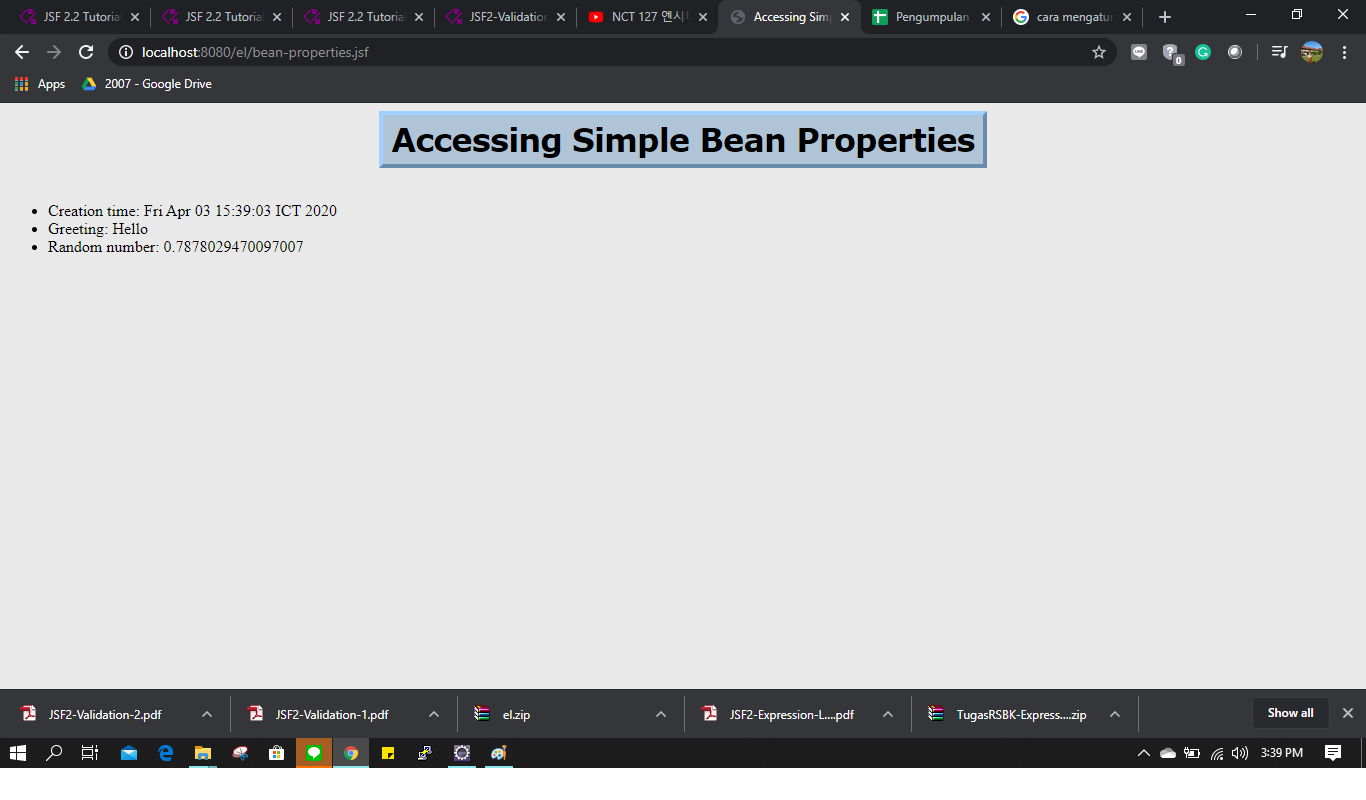 JSF 2.2 Tutorial
JSF 2.2 Tutorial
JSF 2.2 Tutorial
JSF2-Validation
NCT 127 엔시티
Accessing Sim
Pengumpulan
cara mengatur
localhost:8080/el/bean-properties.jsf
0
Apps
2007 - Google Drive
Accessing Simple Bean Properties
Creation time: Fri Apr 03 15:39:03 ICT 2020
Greeting: Hello
Random number: 0.7878029470097007
JSF2-Validation-2.pdf
JSF2-Validation-1.pdf
el.zip
JSF2-Expression-L....pdf
TugasRSBK-Express....zip
Show all
3:39 PM